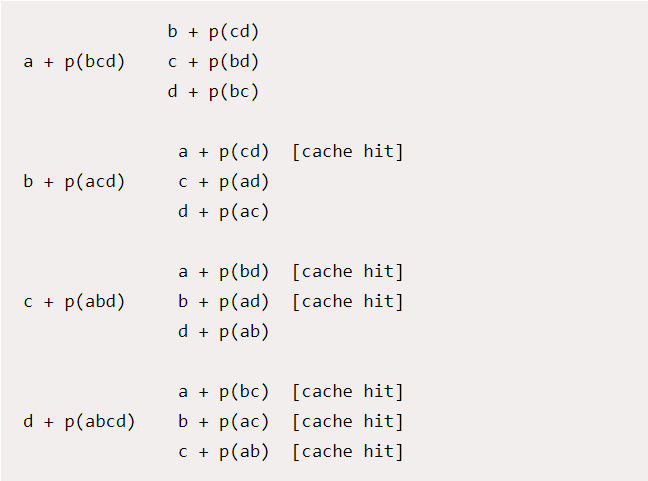 b + p(cd)
a + p(bcd) c + p(bd)
d + p(bc)
a + p(cd) [cache hit]
b + p(acd) c + p(ad)
d + p(ac)
a + p(bd) [cache hit]
c + p(abd) b + p(ad) [cache hit]
d + p(ab)
a + p(bc) [cache hit]
d + p(abcd) b + p(ac) [cache hit]
c + p(ab) [cache hit]